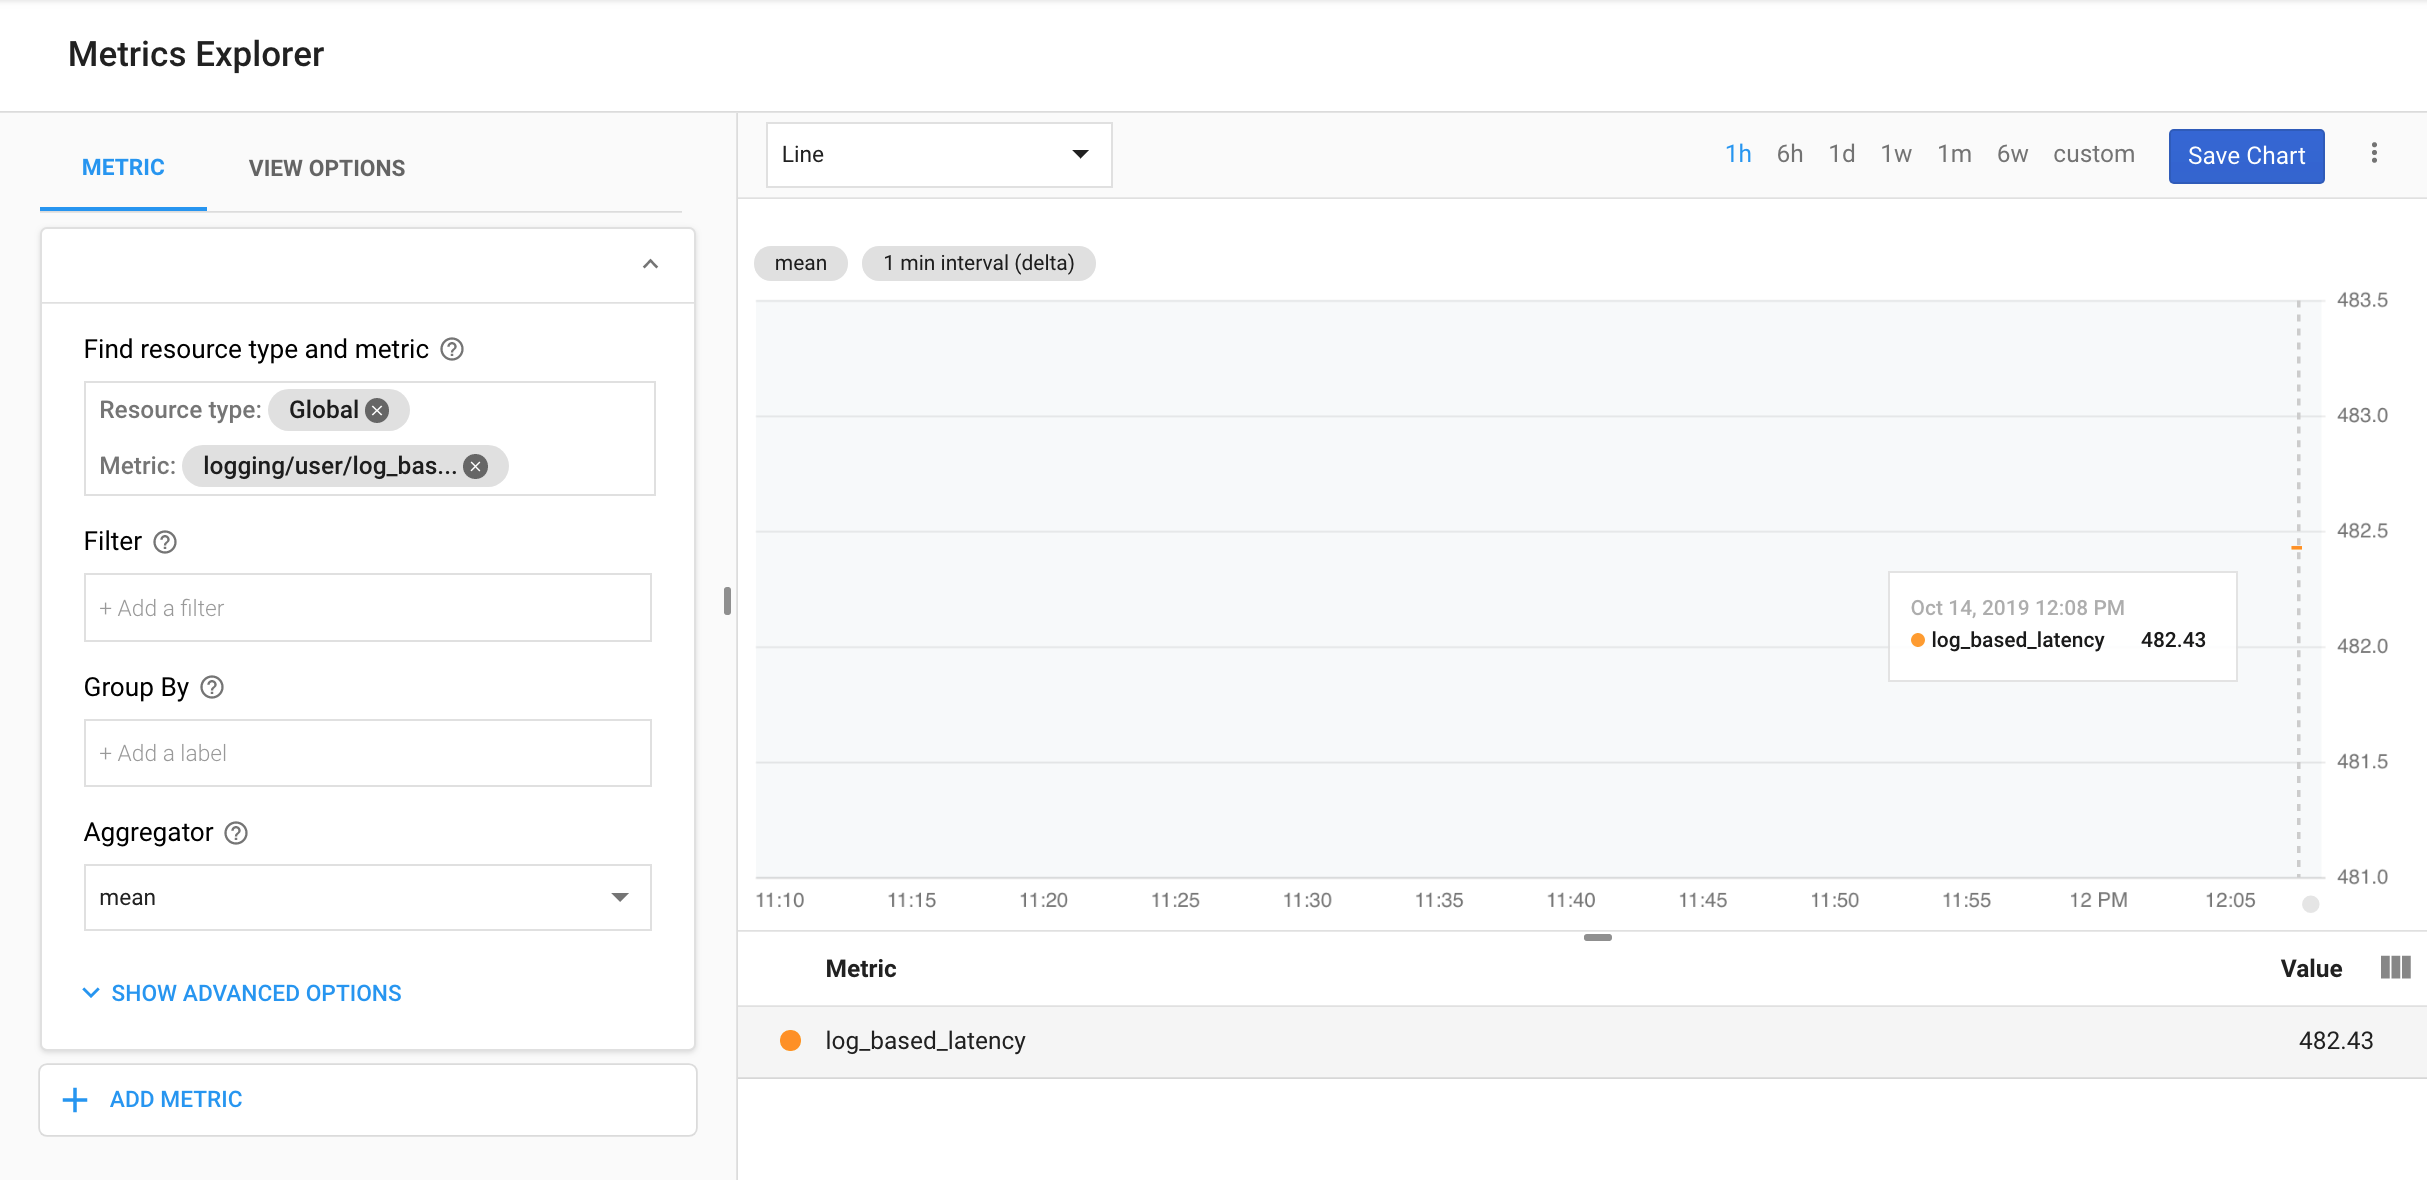 Metrics Explorer
METRIC VIEW OPTIONS
Find resource type and metric
Resource type: Global
Metric: logging/user/log_bas...
Filter
+ Add a filter
Group By
+ Add a label
Aggregator
mean
SHOW ADVANCED OPTIONS
ADD METRIC
Line
1h 6h 1d 1w 1m 6w custom Save Chart
mean 1 min interval (delta)
483.5
483.0
482.5
482.0
481.5
481.0
Oct 14, 2019 12:08 PM
log_based_latency 482.43
11:10 11:15 11:20 11:25 11:30 11:35 11:40 11:45 11:50 11:55 12 PM 12:05
Metric Value
log_based_latency 482.43